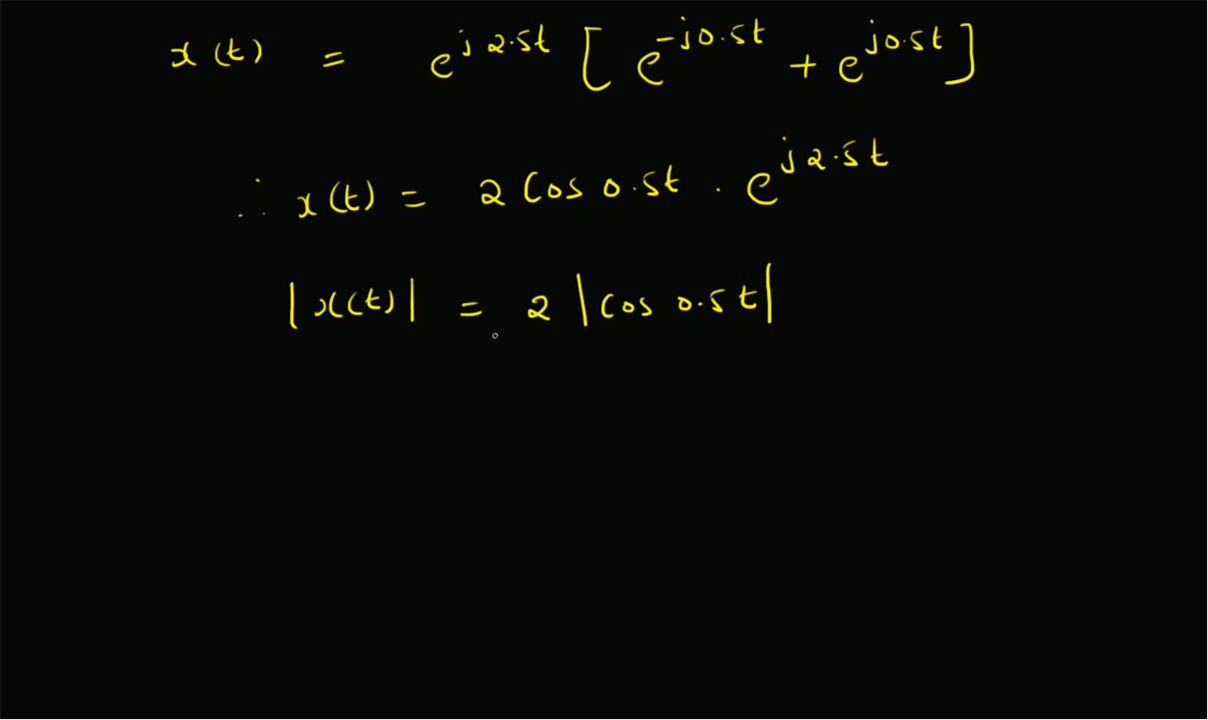 x(t) = e^{j2.5t} [e^{-j0.5t} + e^{j0.5t}]
∴ x(t) = 2 Cos 0.5t . e^{j2.5t}
|x(t)| = 2 |cos 0.5t|